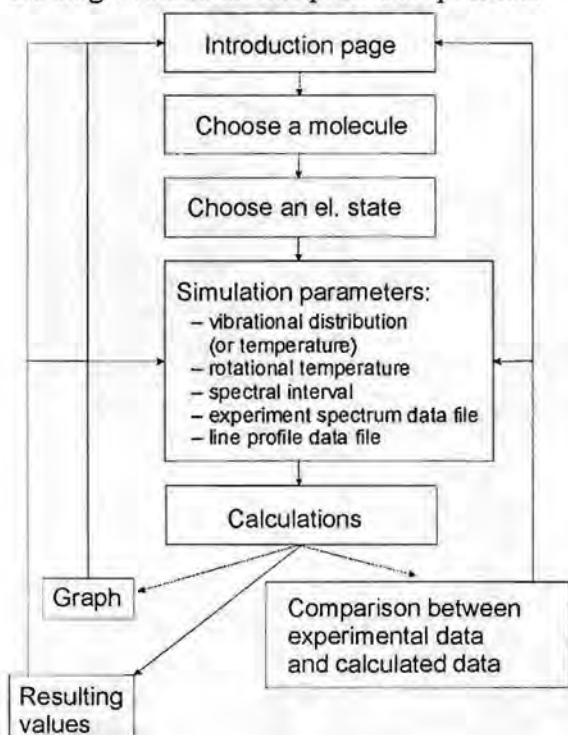 Introduction page
Choose a molecule
Choose an el. state
Simulation parameters:
– vibrational distribution
(or temperature)
– rotational temperature
– spectral interval
– experiment spectrum data file
– line profile data file
Calculations
Graph
Comparison between
experimental data
and calculated data
Resulting
values